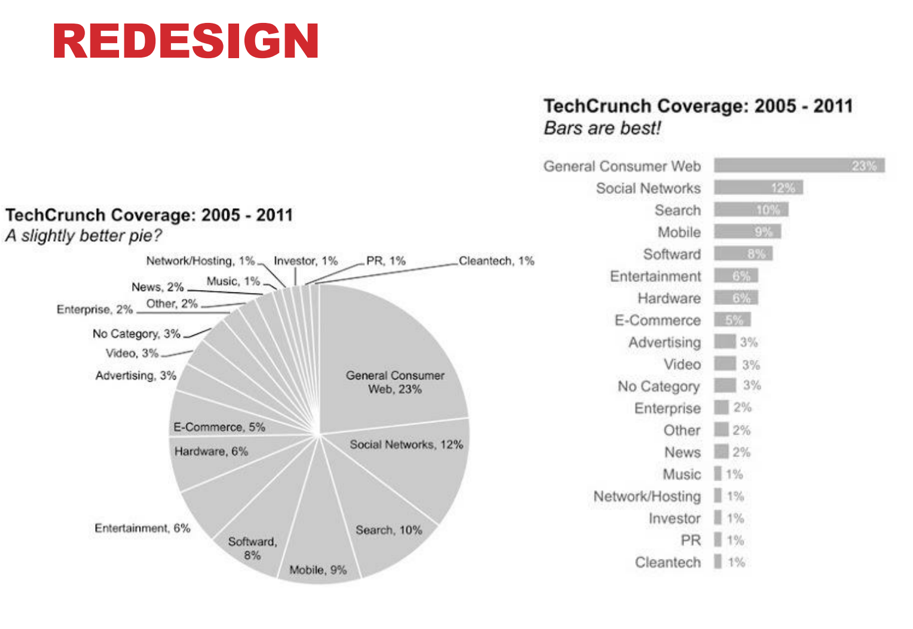 REDESIGN
TechCrunch Coverage: 2005 - 2011
A slightly better pie?
Network/Hosting, 1%
Investor, 1%
PR, 1%
Cleantech, 1%
News, 2%
Music, 1%
Enterprise, 2%
Other, 2%
No Category, 3%
Video, 3%
Advertising, 3%
General Consumer
Web, 23%
E-Commerce, 5%
Social Networks, 12%
Hardware, 6%
Entertainment, 6%
Search, 10%
Softward,
8%
Mobile, 9%
TechCrunch Coverage: 2005 - 2011
Bars are best!
General Consumer Web 23%
Social Networks 12%
Search 10%
Mobile 9%
Softward 8%
Entertainment 6%
Hardware 6%
E-Commerce 5%
Advertising 3%
Video 3%
No Category 3%
Enterprise 2%
Other 2%
News 2%
Music 1%
Network/Hosting 1%
Investor 1%
PR 1%
Cleantech 1%